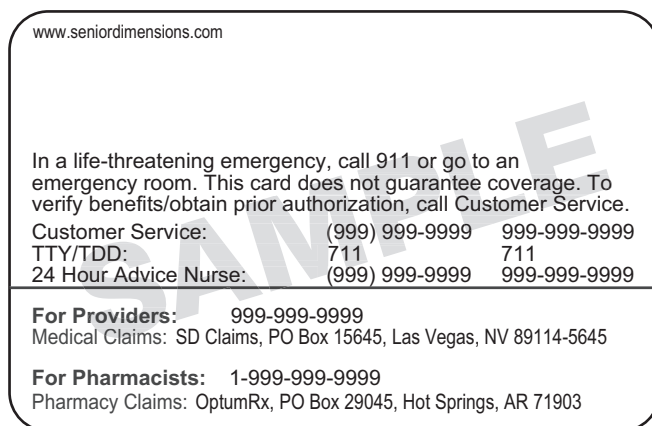 www.seniordimensions.com
In a life-threatening emergency, call 911 or go to an
emergency room. This card does not guarantee coverage. To
verify benefits/obtain prior authorization, call Customer Service.
Customer Service: (999) 999-9999 999-999-9999
TTY/TDD: 711 711
24 Hour Advice Nurse: (999) 999-9999 999-999-9999
SAMPLE
For Providers: 999-999-9999
Medical Claims: SD Claims, PO Box 15645, Las Vegas, NV 89114-5645
For Pharmacists: 1-999-999-9999
Pharmacy Claims: OptumRx, PO Box 29045, Hot Springs, AR 71903